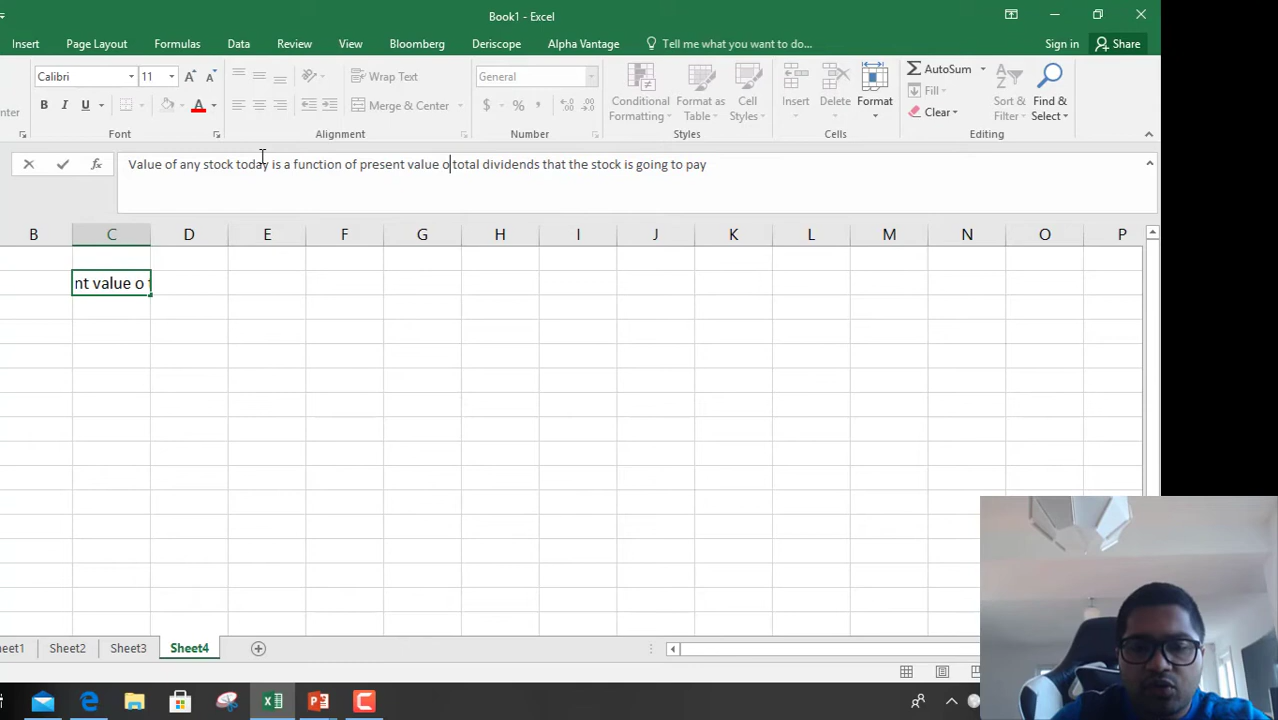 Book1 - Excel
Insert Page Layout Formulas Data Review View Bloomberg Deriscope Alpha Vantage Tell me what you want to do... Sign in Share
Calibri 11 Wrap Text General AutoSum
Fill
Merge & Center $ % Conditional Formatting Format as Table Cell Styles Insert Delete Format Clear Sort & Filter Find & Select
Font Alignment Number Styles Cells Editing
fx Value of any stock today is a function of present value o total dividends that the stock is going to pay
B C D E F G H I J K L M N O P
nt value o
eet1 Sheet2 Sheet3 Sheet4